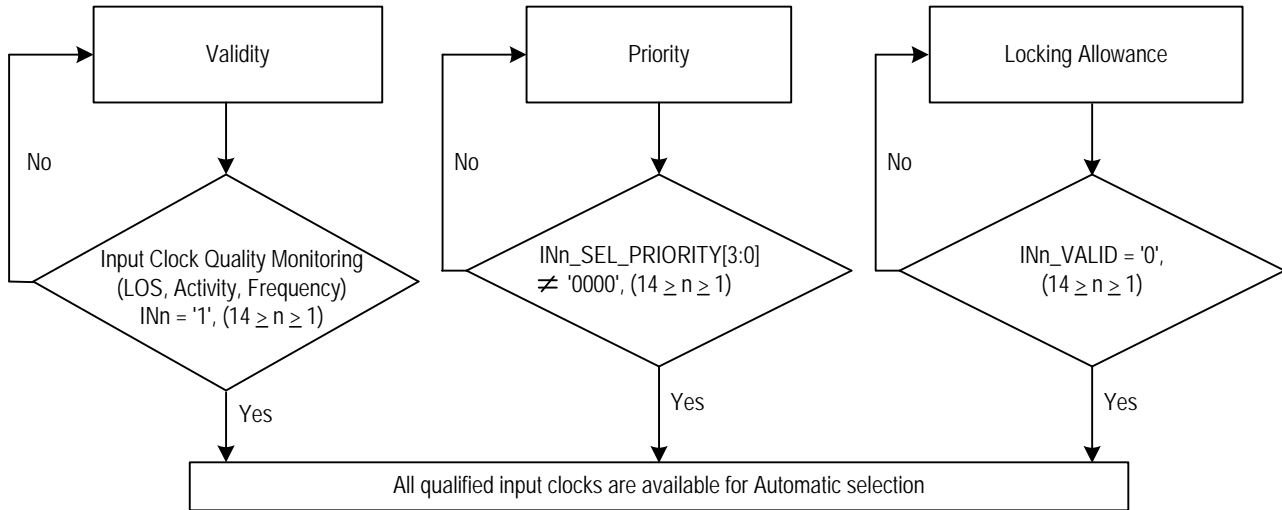 Validity
No
Input Clock Quality Monitoring
(LOS, Activity, Frequency)
INn = '1', (14 ≥ n ≥ 1)
Yes
Priority
No
INn_SEL_PRIORITY[3:0]
≠ '0000', (14 ≥ n ≥ 1)
Yes
Locking Allowance
No
INn_VALID = '0',
(14 ≥ n ≥ 1)
Yes
All qualified input clocks are available for Automatic selection